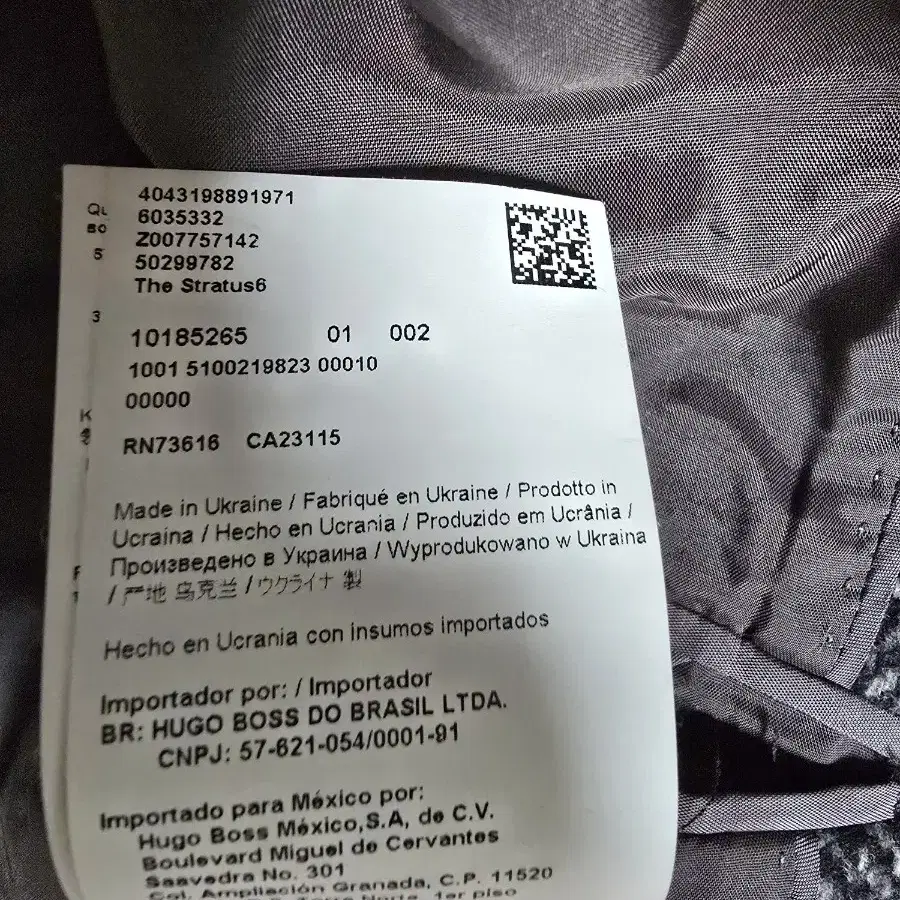 4043198891971
6035332
Z007757142
50299782
The Stratus6
10185265 01 002
1001 5100219823 00010
00000
RN73616 CA23115
Made in Ukraine / Fabriqué en Ukraine / Prodotto in
Ucraina / Hecho en Ucrania / Produzido em Ucrânia /
Произведено в Украина / Wyprodukowano w Ukraina
/ 产地 乌克兰 / ウクライナ 製
Hecho en Ucrania con insumos importados
Importador por: / Importador
BR: HUGO BOSS DO BRASIL LTDA.
CNPJ: 57-621-054/0001-91
Importado para México por:
Hugo Boss México,S.A, de C.V.
Boulevard Miguel de Cervantes
Saavedra No. 301
Col. Ampliación Granada, C.P. 11520
Torre Norte, 1er piso